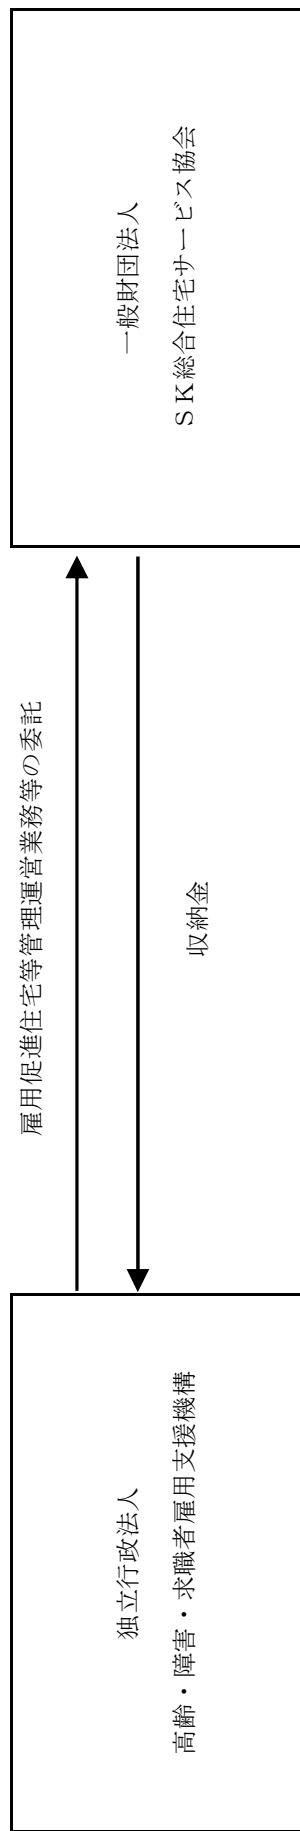 独立行政法人
高齢・障害・求職者雇用支援機構
雇用促進住宅等管理運営業務等の委託
収納金
一般財団法人
ＳＫ総合住宅サービス協会